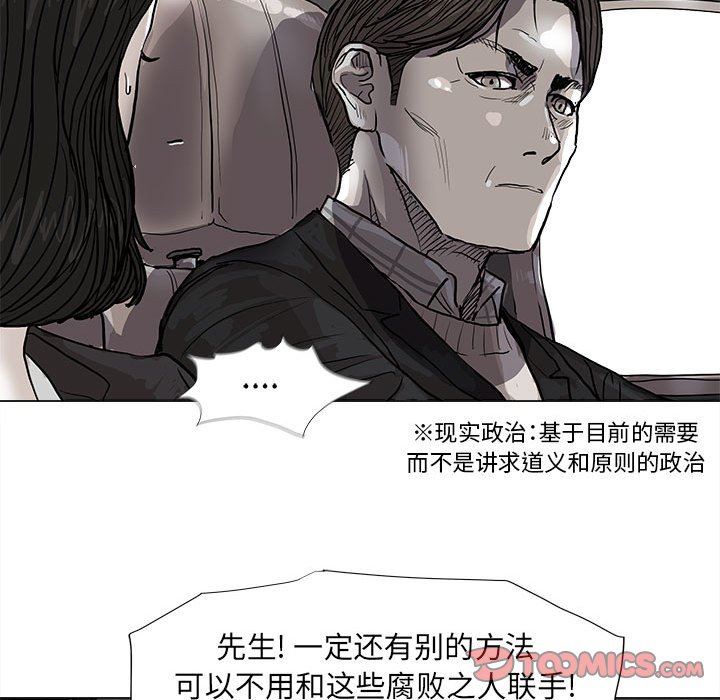 ....
※现实政治:基于目前的需要
而不是讲求道义和原则的政治
先生! 一定还有别的方法
可以不用和这些腐败之人联手!
TOOMICS.COM